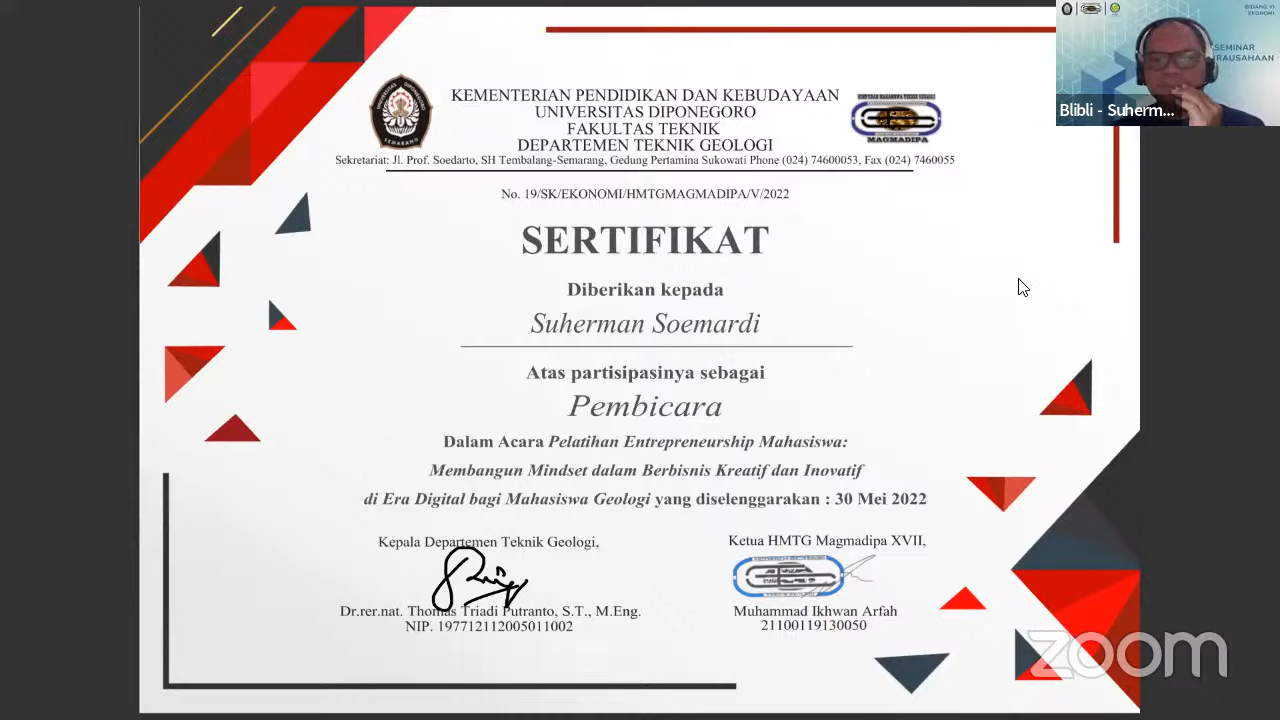 KEMENTERIAN PENDIDIKAN DAN KEBUDAYAAN
UNIVERSITAS DIPONEGORO
FAKULTAS TEKNIK
DEPARTEMEN TEKNIK GEOLOGI
Sekretariat: Jl. Prof. Soedarto, SH Tembalang-Semarang, Gedung Pertamina Sukowati Phone (024) 74600053, Fax (024) 7460055
MAGMADIPA
No. 19/SK/EKONOMI/HMTGMAGMADIPA/V/2022
SERTIFIKAT
Diberikan kepada
Suherman Soemardi
Atas partisipasinya sebagai
Pembicara
Dalam Acara Pelatihan Entrepreneurship Mahasiswa:
Membangun Mindset dalam Berbisnis Kreatif dan Inovatif
di Era Digital bagi Mahasiswa Geologi yang diselenggarakan : 30 Mei 2022
Kepala Departemen Teknik Geologi,
Dr.rer.nat. Thomas Triadi Putranto, S.T., M.Eng.
NIP. 197712112005011002
Ketua HMTG Magmadipa XVII,
Muhammad Ikhwan Arfah
21100119130050
BIDANG VI
EKONOMI
SEMINAR
RAUSAHAAN
Blibli - Suherm...
zoom